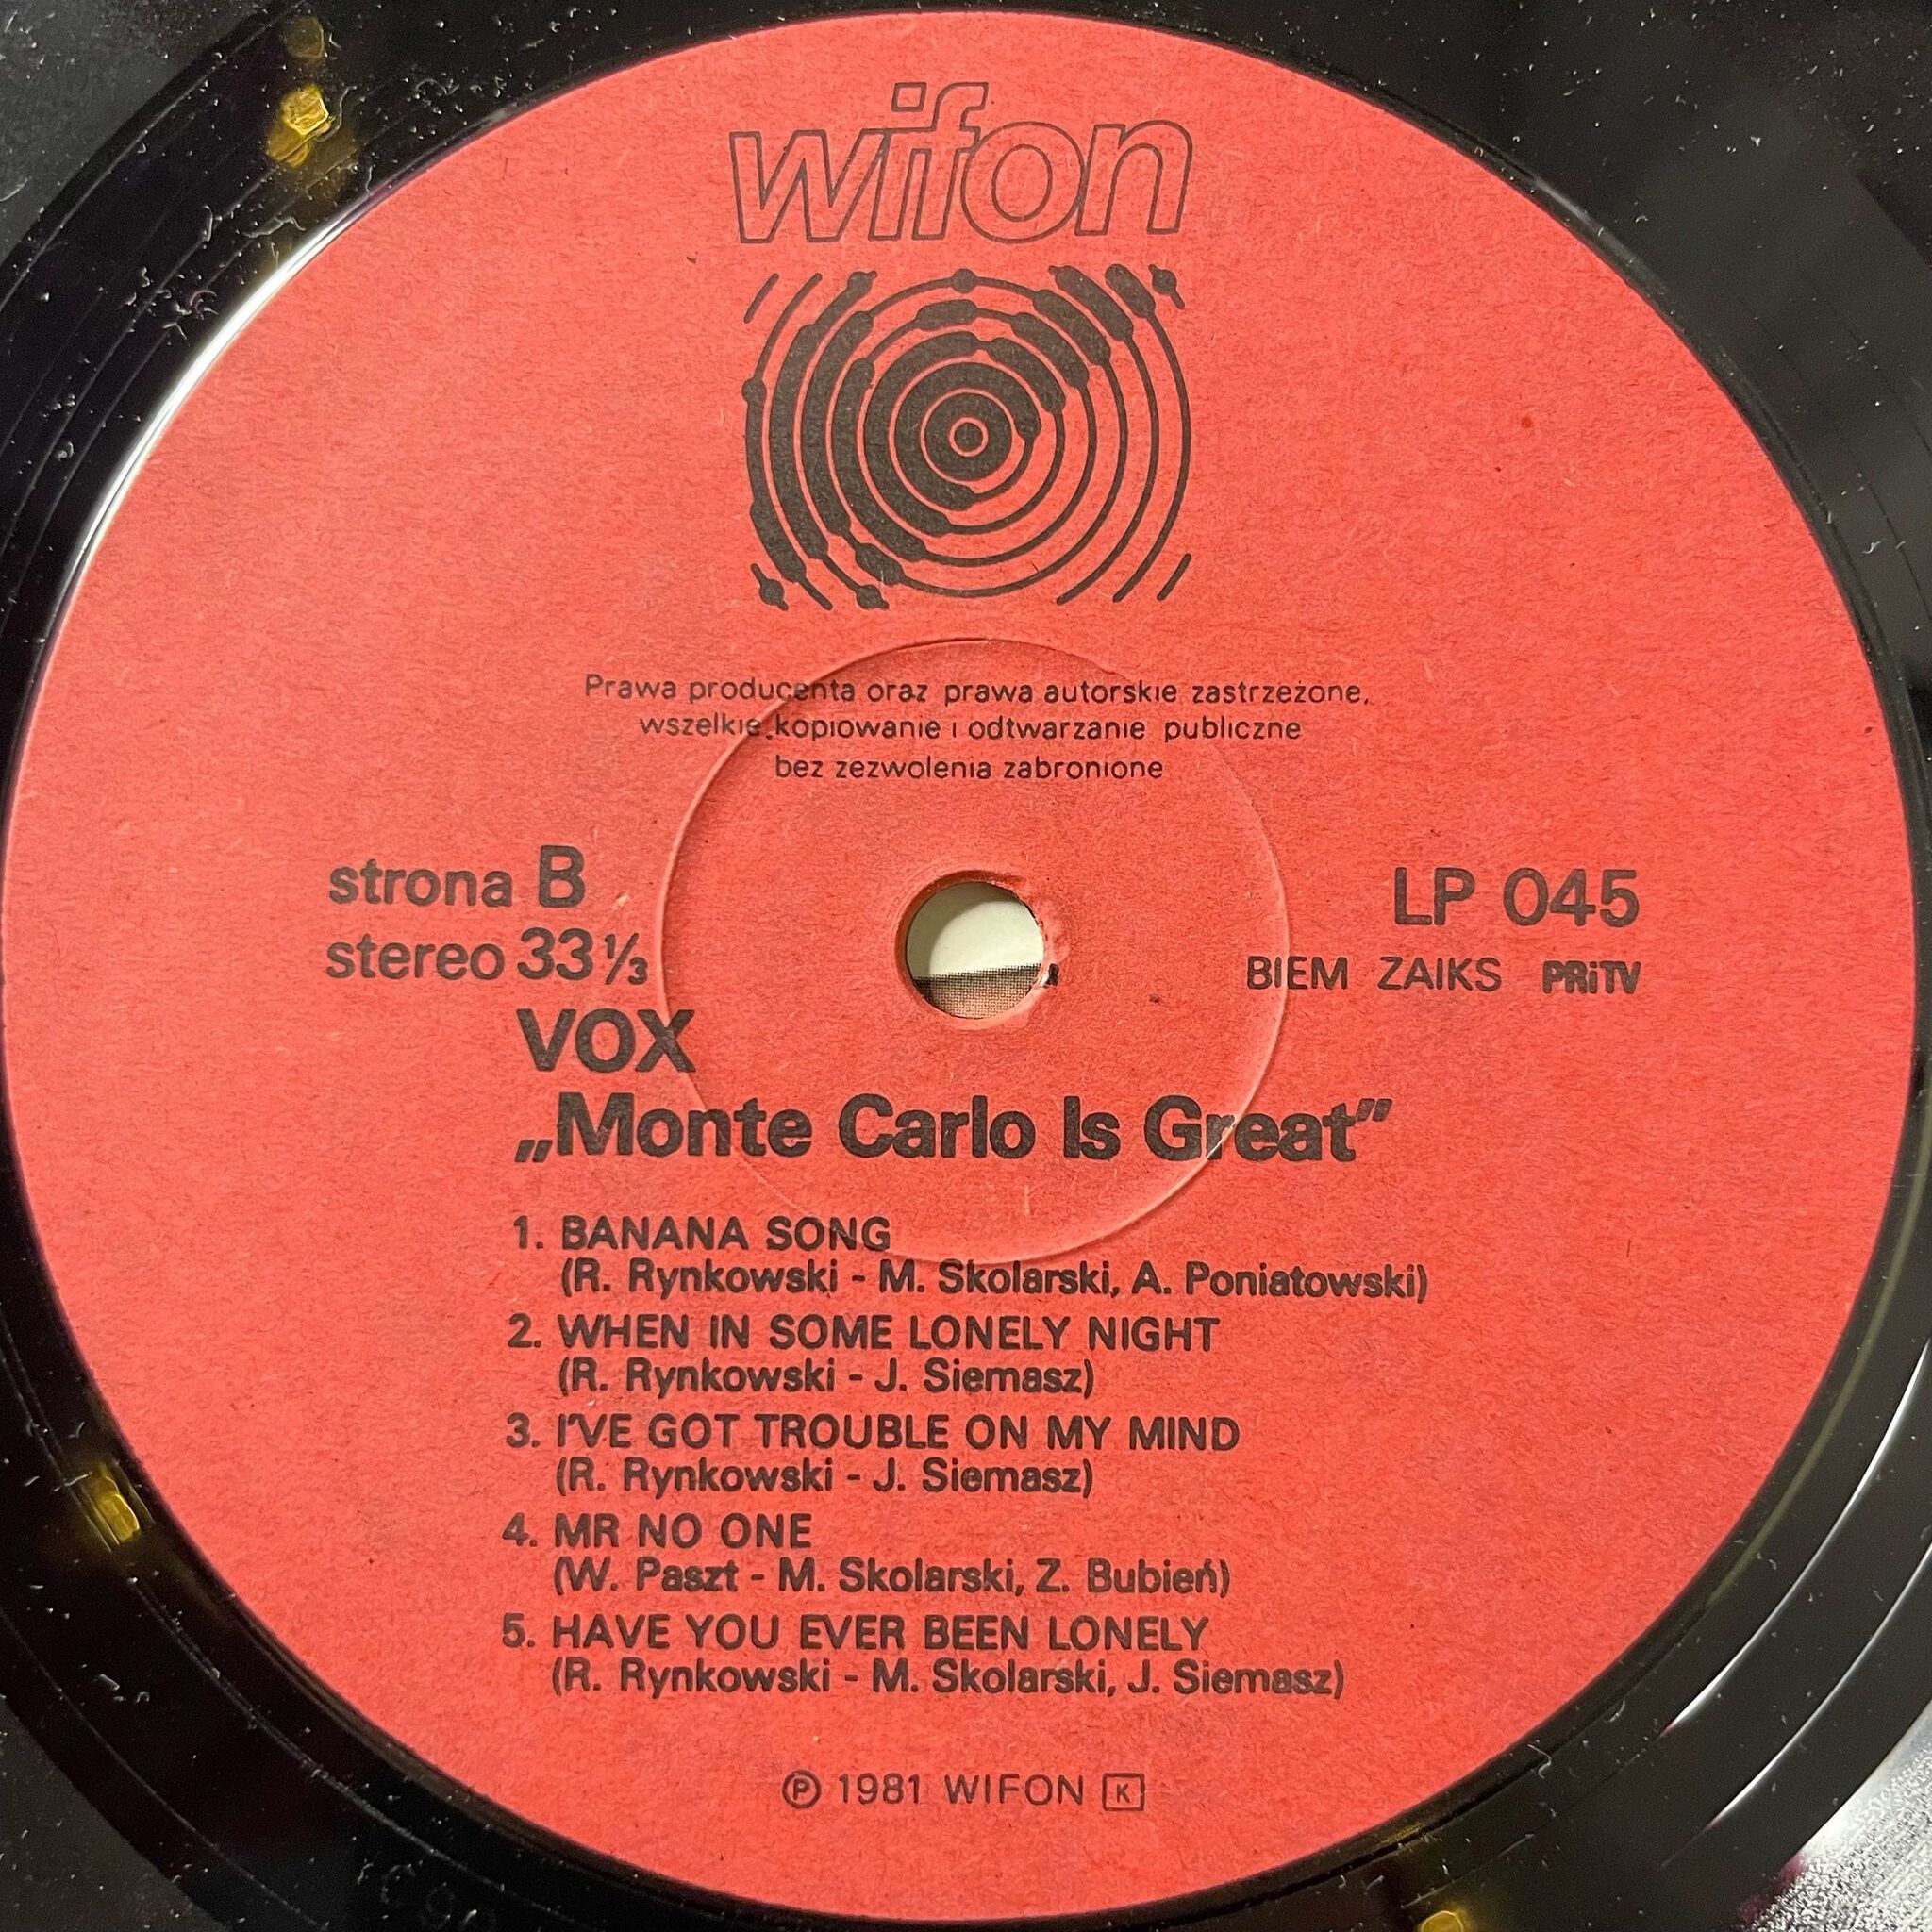 wifon
Prawa producenta oraz prawa autorskie zastrzeżone,
wszelkie kopiowanie i odtwarzanie publiczne
bez zezwolenia zabronione
strona B
stereo 33 1/3
LP 045
BIEM ZAIKS PRiTV
VOX
„Monte Carlo Is Great”
1. BANANA SONG
(R. Rynkowski - M. Skolarski, A. Poniatowski)
2. WHEN IN SOME LONELY NIGHT
(R. Rynkowski - J. Siemasz)
3. I'VE GOT TROUBLE ON MY MIND
(R. Rynkowski - J. Siemasz)
4. MR NO ONE
(W. Paszt - M. Skolarski, Z. Bubień)
5. HAVE YOU EVER BEEN LONELY
(R. Rynkowski - M. Skolarski, J. Siemasz)
℗ 1981 WIFON K